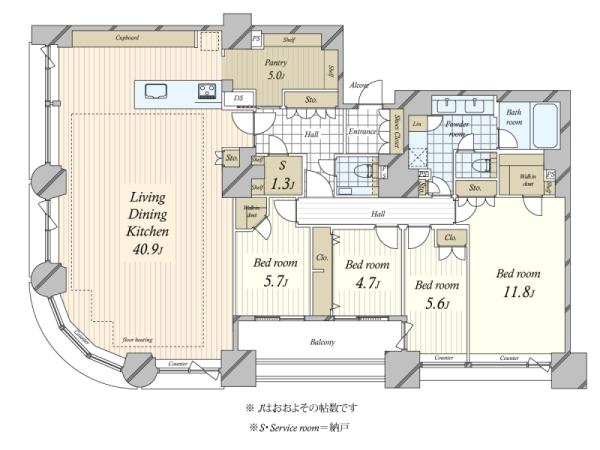 Cupboard
PS
Shelf
Pantry
5.0J
Shelf
DS
Sto.
Alcove
Hall
Entrance
Shoes Closet
Lin
Powder room
Bath room
Sto.
Shelf
S
1.3J
Shelf
Sto.
Sto.
Walk in closet
PS
Shelf
Living
Dining
Kitchen
40.9J
Walk in closet
Hall
Bed room
5.7J
Clo.
Bed room
4.7J
Clo.
Bed room
5.6J
Bed room
11.8J
floor heating
Counter
Counter
Balcony
Counter
Counter
※ Jはおおよその帖数です
※S・Service room＝納戸